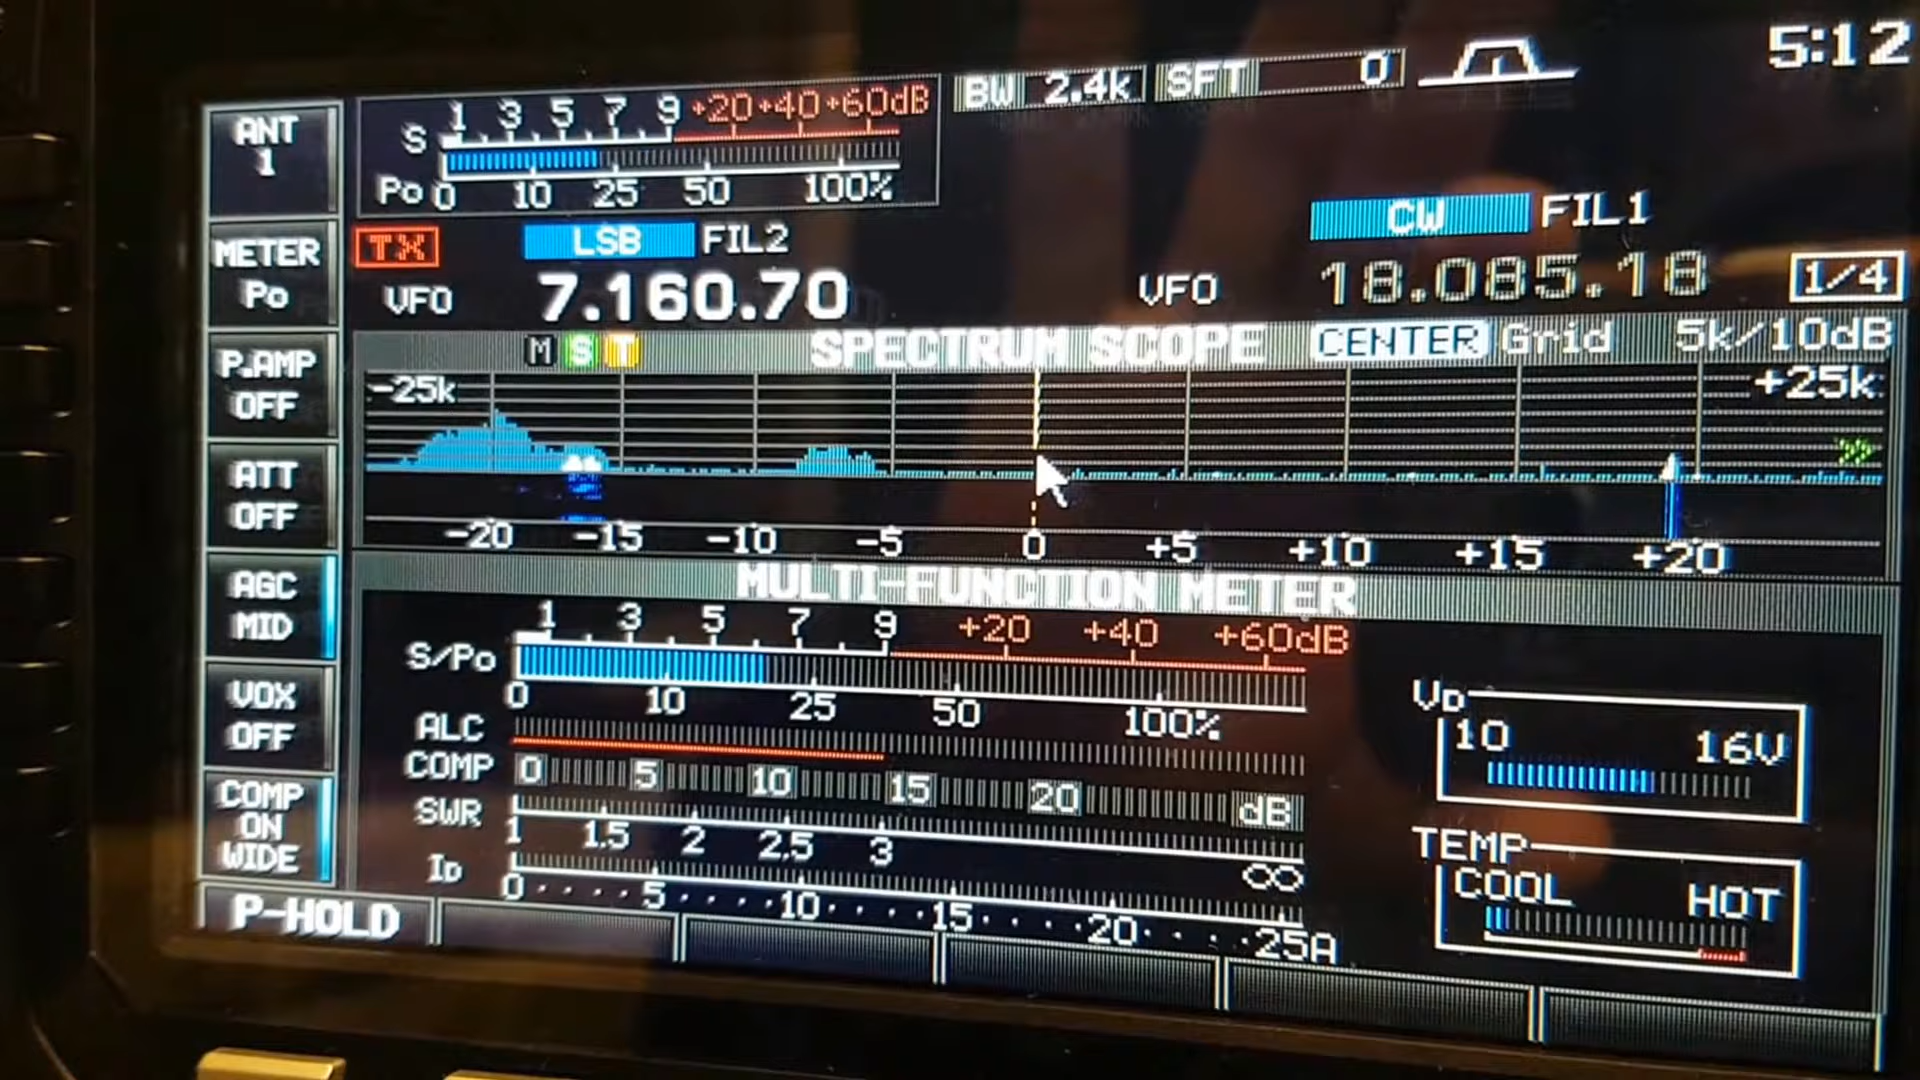 5:12
BW 2.4k SFT 0
ANT
1
S 1 3 5 7 9 +20 +40 +60dB
Po 0 10 25 50 100%
METER
Po
TX LSB FIL2 CW FIL1
VFO 7.160.70 VFO 18.085.18 1/4
M S T SPECTRUM SCOPE CENTER Grid 5k/10dB
P.AMP
OFF
-25k +25k
ATT
OFF
-20 -15 -10 -5 0 +5 +10 +15 +20
MULTI-FUNCTION METER
AGC
MID
1 3 5 7 9 +20 +40 +60dB
S/Po
0 10 25 50 100%
VOX
OFF
ALC
COMP 0 5 10 15 20 dB
SWR
1 1.5 2 2.5 3 ∞
ID
0 5 10 15 20 25A
VD
10 16V
TEMP
COOL HOT
COMP
ON
WIDE
P-HOLD